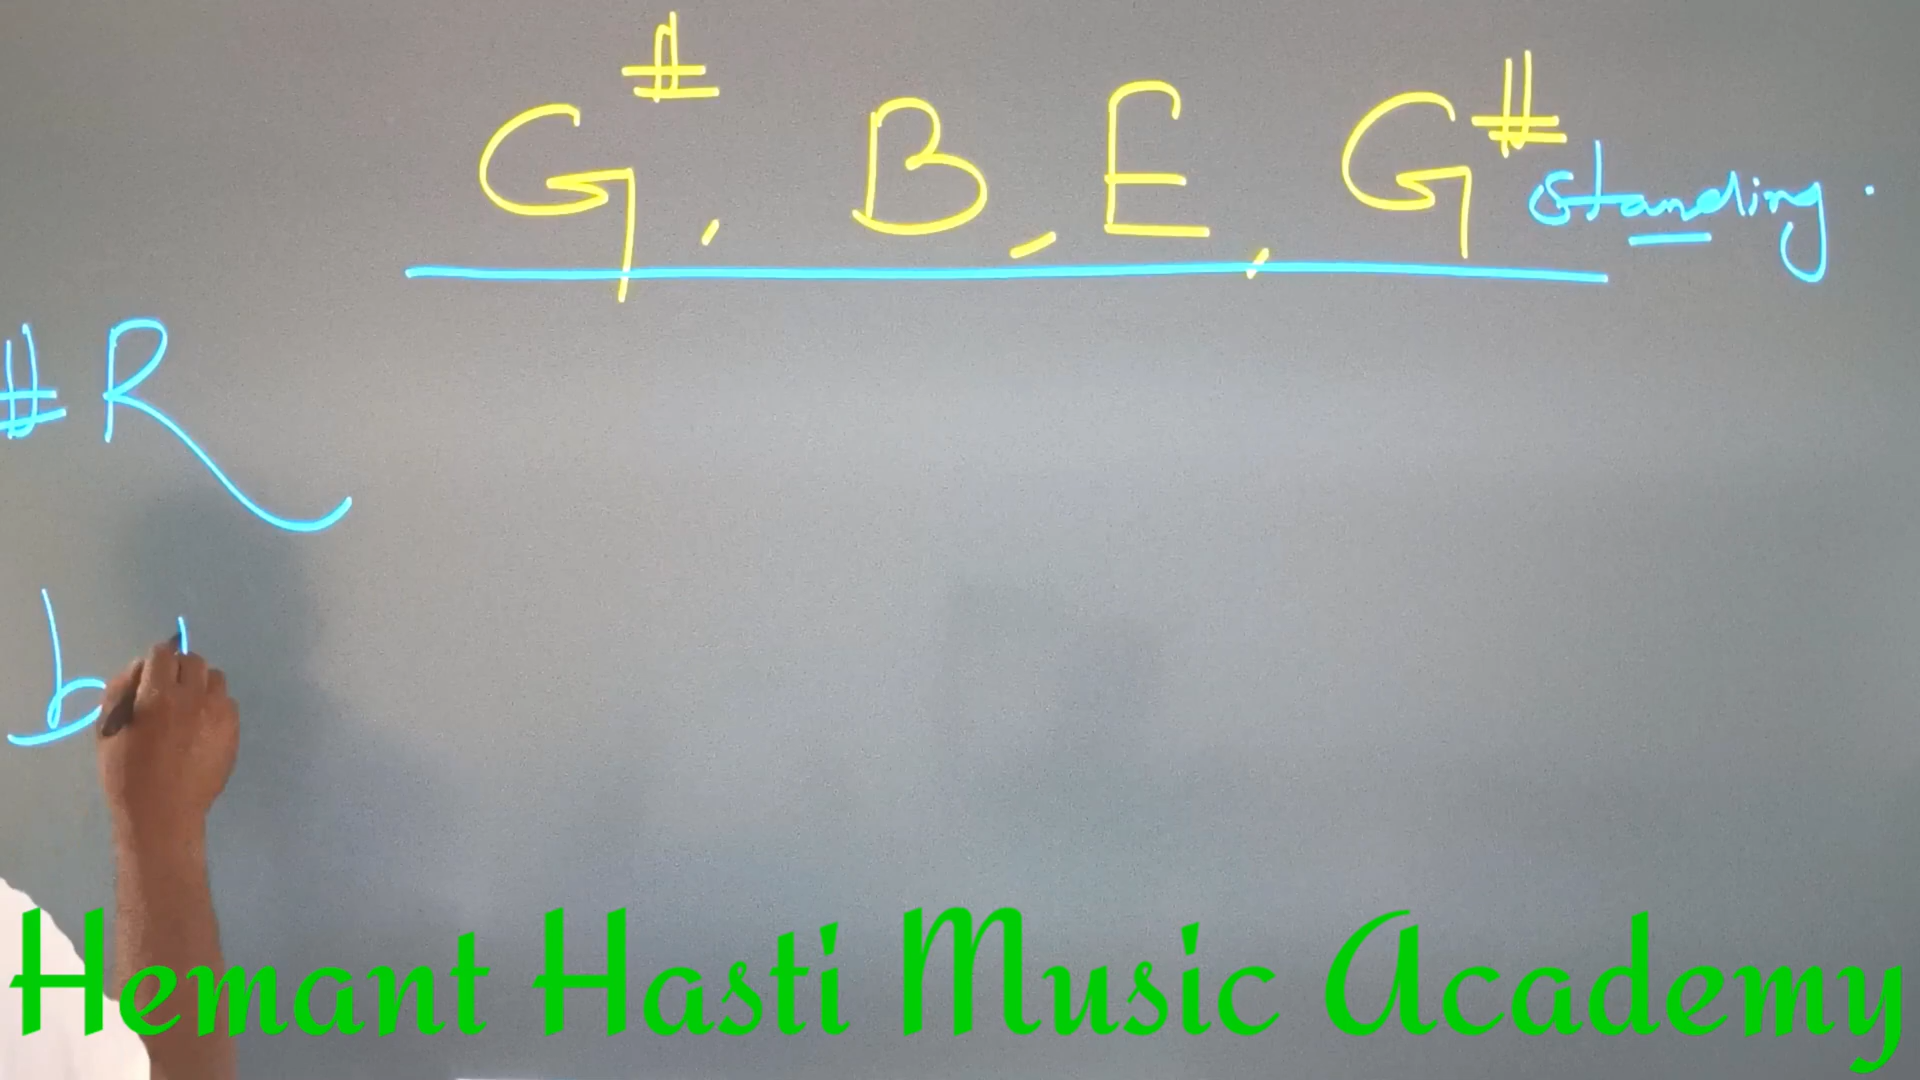 G#, B, E, G# standing.
# R
b
Hemant Hasti Music Academy